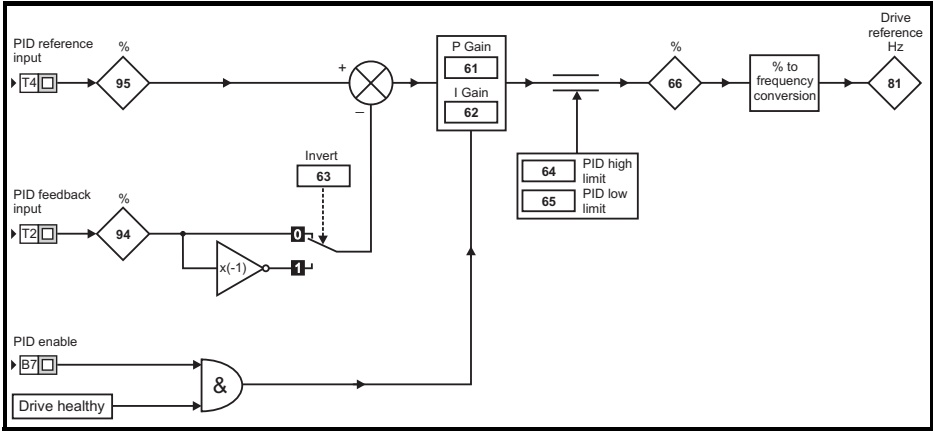 Drive
reference
Hz
PID reference
input
%
T4
95
+
–
P Gain
61
I Gain
62
%
66
% to
frequency
conversion
81
64
PID high
limit
65
PID low
limit
Invert
63
PID feedback
input
%
T2
94
0
x(-1)
1
PID enable
B7
&
Drive healthy